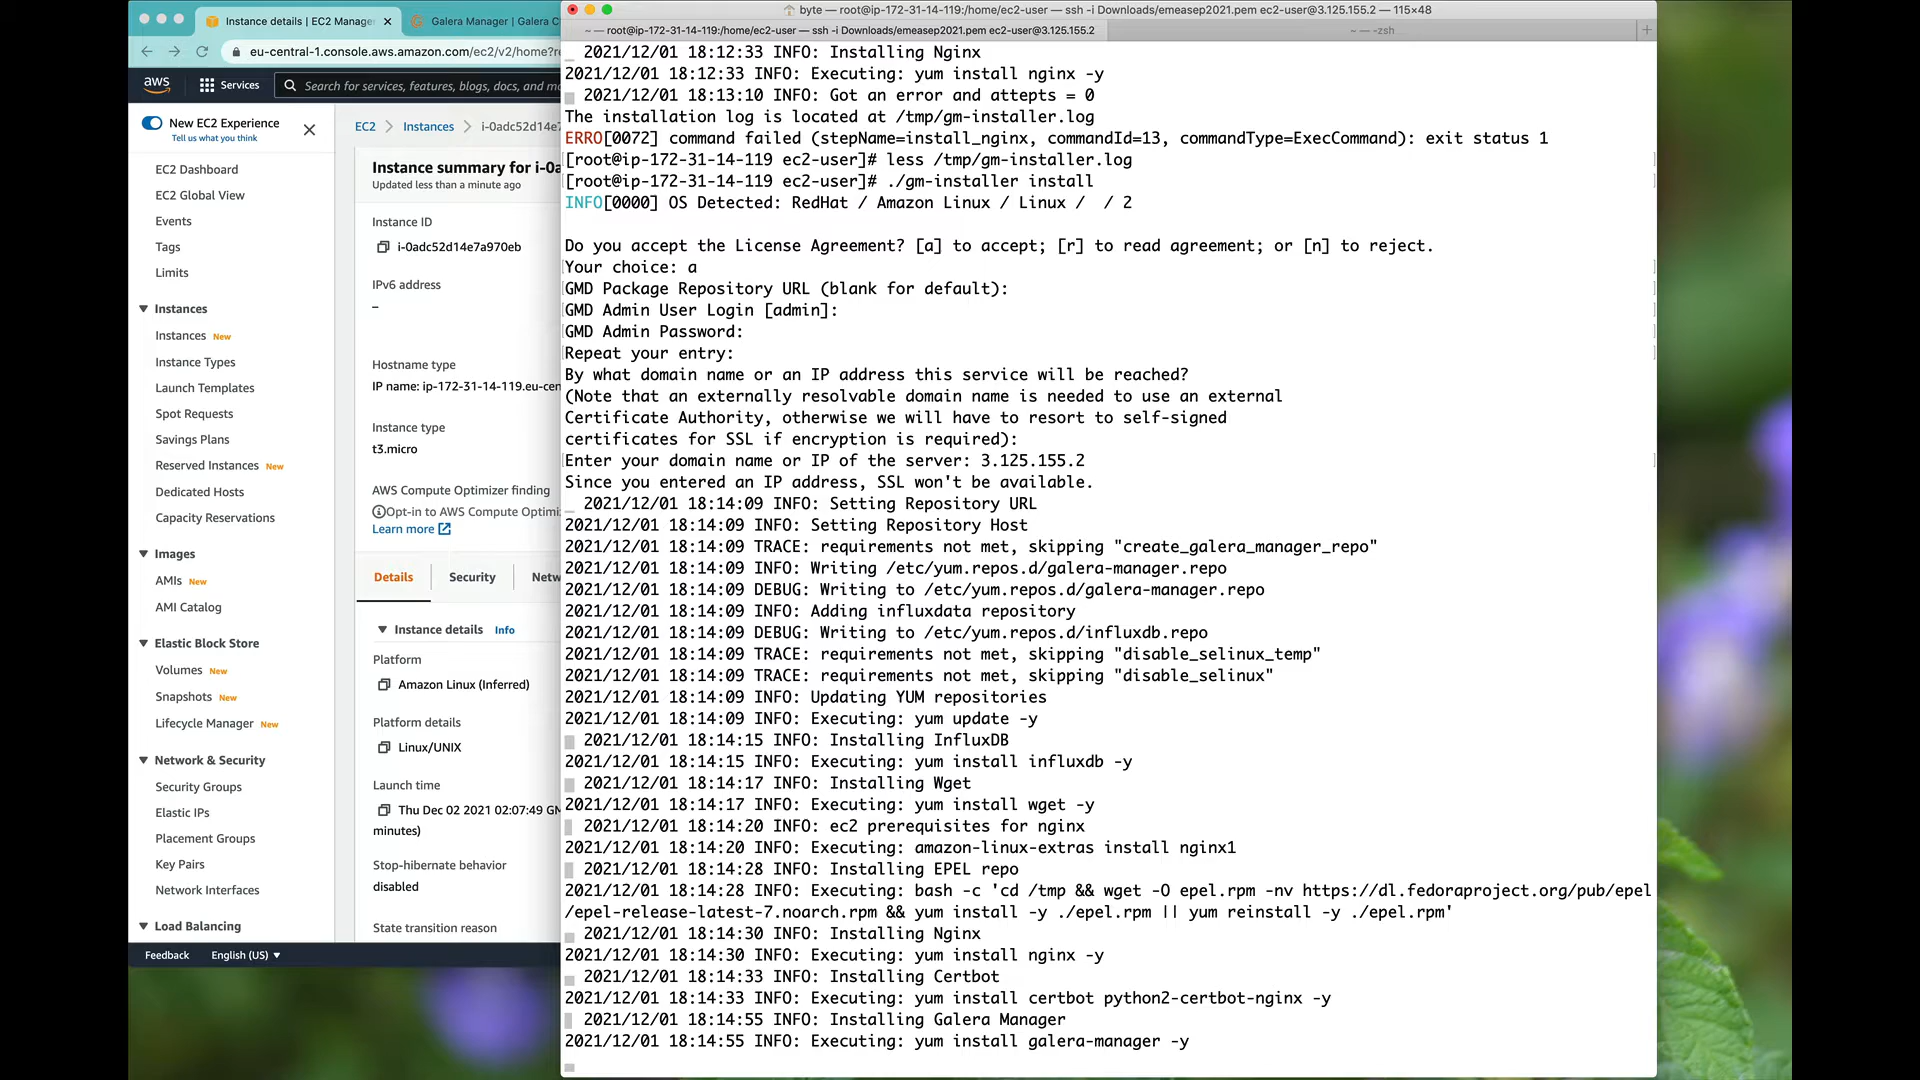 Instance details | EC2 Manage
Galera Manager | Galera C
eu-central-1.console.aws.amazon.com/ec2/v2/home?r
aws
Services
Search for services, features, blogs, docs, and mo
New EC2 Experience
Tell us what you think
EC2 Dashboard
EC2 Global View
Events
Tags
Limits
Instances
Instances New
Instance Types
Launch Templates
Spot Requests
Savings Plans
Reserved Instances New
Dedicated Hosts
Capacity Reservations
Images
AMIs New
AMI Catalog
Elastic Block Store
Volumes New
Snapshots New
Lifecycle Manager New
Network & Security
Security Groups
Elastic IPs
Placement Groups
Key Pairs
Network Interfaces
Load Balancing
Feedback English (US)
EC2 > Instances > i-0adc52d14e7
Instance summary for i-0a
Updated less than a minute ago
Instance ID
i-0adc52d14e7a970eb
IPv6 address
–
Hostname type
IP name: ip-172-31-14-119.eu-cen
Instance type
t3.micro
AWS Compute Optimizer finding
Opt-in to AWS Compute Optimi
Learn more
Details Security Netw
Instance details Info
Platform
Amazon Linux (Inferred)
Platform details
Linux/UNIX
Launch time
Thu Dec 02 2021 02:07:49 GM
minutes)
Stop-hibernate behavior
disabled
State transition reason
byte — root@ip-172-31-14-119:/home/ec2-user — ssh -i Downloads/emeasep2021.pem ec2-user@3.125.155.2 — 115×48
~ — root@ip-172-31-14-119:/home/ec2-user — ssh -i Downloads/emeasep2021.pem ec2-user@3.125.155.2
~ — -zsh
2021/12/01 18:12:33 INFO: Installing Nginx
2021/12/01 18:12:33 INFO: Executing: yum install nginx -y
2021/12/01 18:13:10 INFO: Got an error and attepts = 0
The installation log is located at /tmp/gm-installer.log
ERRO[0072] command failed (stepName=install_nginx, commandId=13, commandType=ExecCommand): exit status 1
[root@ip-172-31-14-119 ec2-user]# less /tmp/gm-installer.log
[root@ip-172-31-14-119 ec2-user]# ./gm-installer install
INFO[0000] OS Detected: RedHat / Amazon Linux / Linux /  / 2
Do you accept the License Agreement? [a] to accept; [r] to read agreement; or [n] to reject.
Your choice: a
GMD Package Repository URL (blank for default):
GMD Admin User Login [admin]:
GMD Admin Password:
Repeat your entry:
By what domain name or an IP address this service will be reached?
(Note that an externally resolvable domain name is needed to use an external
Certificate Authority, otherwise we will have to resort to self-signed
certificates for SSL if encryption is required):
Enter your domain name or IP of the server: 3.125.155.2
Since you entered an IP address, SSL won't be available.
2021/12/01 18:14:09 INFO: Setting Repository URL
2021/12/01 18:14:09 INFO: Setting Repository Host
2021/12/01 18:14:09 TRACE: requirements not met, skipping "create_galera_manager_repo"
2021/12/01 18:14:09 INFO: Writing /etc/yum.repos.d/galera-manager.repo
2021/12/01 18:14:09 DEBUG: Writing to /etc/yum.repos.d/galera-manager.repo
2021/12/01 18:14:09 INFO: Adding influxdata repository
2021/12/01 18:14:09 DEBUG: Writing to /etc/yum.repos.d/influxdb.repo
2021/12/01 18:14:09 TRACE: requirements not met, skipping "disable_selinux_temp"
2021/12/01 18:14:09 TRACE: requirements not met, skipping "disable_selinux"
2021/12/01 18:14:09 INFO: Updating YUM repositories
2021/12/01 18:14:09 INFO: Executing: yum update -y
2021/12/01 18:14:15 INFO: Installing InfluxDB
2021/12/01 18:14:15 INFO: Executing: yum install influxdb -y
2021/12/01 18:14:17 INFO: Installing Wget
2021/12/01 18:14:17 INFO: Executing: yum install wget -y
2021/12/01 18:14:20 INFO: ec2 prerequisites for nginx
2021/12/01 18:14:20 INFO: Executing: amazon-linux-extras install nginx1
2021/12/01 18:14:28 INFO: Installing EPEL repo
2021/12/01 18:14:28 INFO: Executing: bash -c 'cd /tmp && wget -O epel.rpm -nv https://dl.fedoraproject.org/pub/epel
/epel-release-latest-7.noarch.rpm && yum install -y ./epel.rpm || yum reinstall -y ./epel.rpm'
2021/12/01 18:14:30 INFO: Installing Nginx
2021/12/01 18:14:30 INFO: Executing: yum install nginx -y
2021/12/01 18:14:33 INFO: Installing Certbot
2021/12/01 18:14:33 INFO: Executing: yum install certbot python2-certbot-nginx -y
2021/12/01 18:14:55 INFO: Installing Galera Manager
2021/12/01 18:14:55 INFO: Executing: yum install galera-manager -y